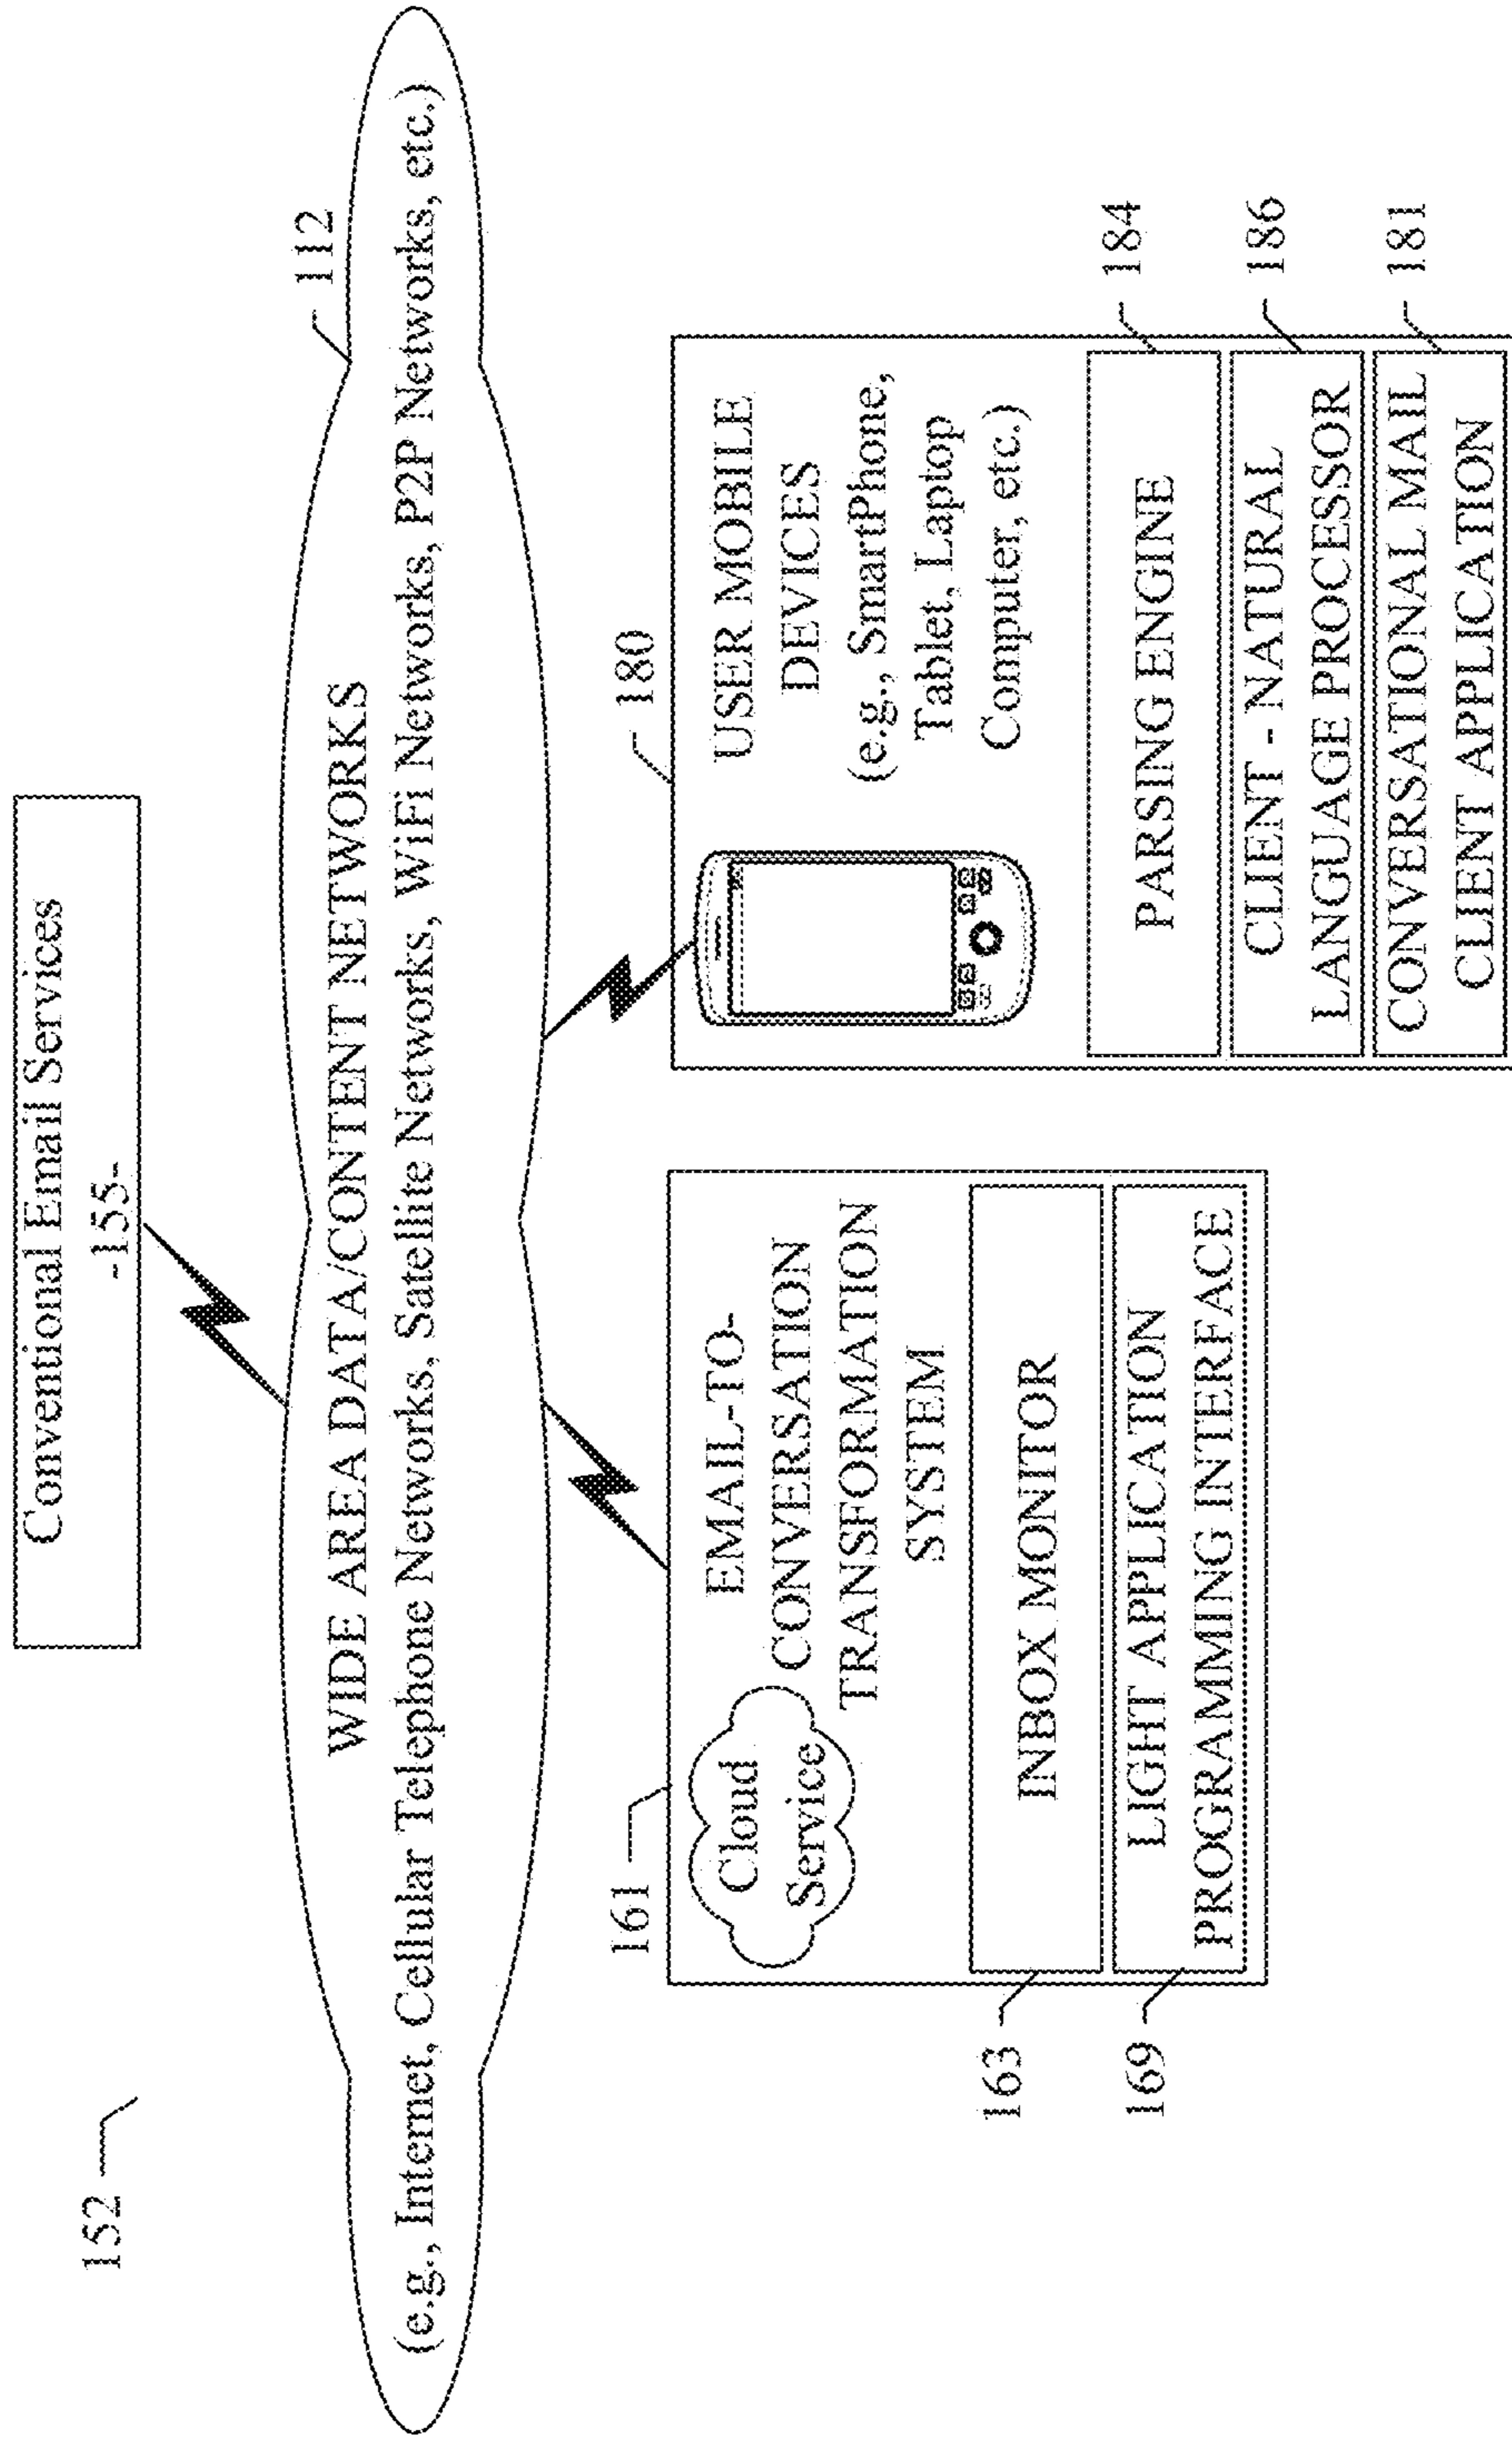 152
Conventional Email Services
-155-
112
WIDE AREA DATA/CONTENT NETWORKS
(e.g., Internet, Cellular Telephone Networks, Satellite Networks, WiFi Networks, P2P Networks, etc.)
161
Cloud
Service
EMAIL-TO-
CONVERSATION
TRANSFORMATION
SYSTEM
163
INBOX MONITOR
169
LIGHT APPLICATION
PROGRAMMING INTERFACE
180
USER MOBILE
DEVICES
(e.g., SmartPhone,
Tablet, Laptop
Computer, etc.)
PARSING ENGINE
184
CLIENT - NATURAL
LANGUAGE PROCESSOR
186
CONVERSATIONAL MAIL
CLIENT APPLICATION
181